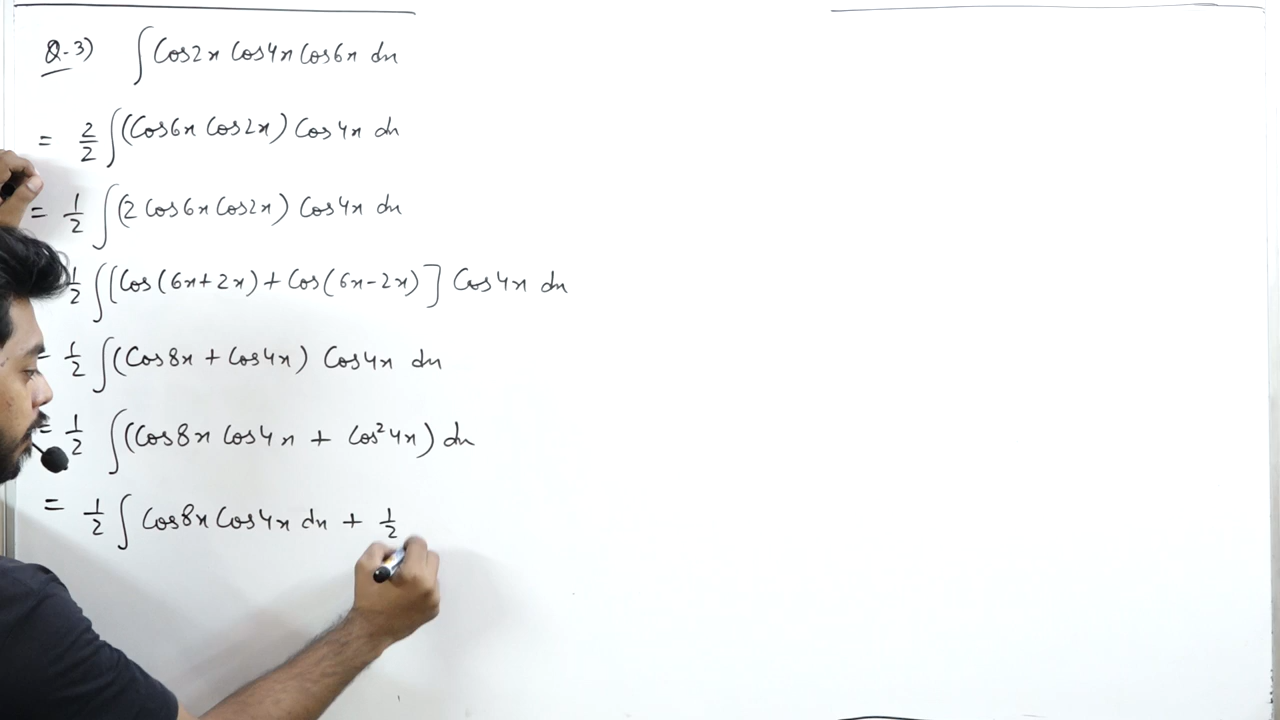 Q-3) ∫ Cos2x Cos4x Cos6x dx
= 2/2 ∫ (Cos6x Cos2x) Cos4x dx
= 1/2 ∫ (2 Cos6x Cos2x) Cos4x dx
1/2 ∫ [Cos(6x+2x) + Cos(6x-2x)] Cos4x dx
= 1/2 ∫ (Cos8x + Cos4x) Cos4x dx
= 1/2 ∫ (Cos8x Cos4x + Cos²4x) dx
= 1/2 ∫ Cos8x Cos4x dx + 1/2